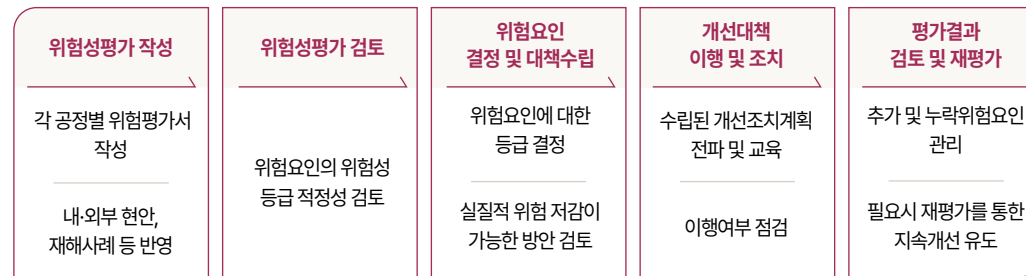 위험성평가 작성
각 공정별 위험평가서
작성
내·외부 현안,
재해사례 등 반영
위험성평가 검토
위험요인의 위험성
등급 적정성 검토
위험요인
결정 및 대책수립
위험요인에 대한
등급 결정
실질적 위험 저감이
가능한 방안 검토
개선대책
이행 및 조치
수립된 개선조치계획
전파 및 교육
이행여부 점검
평가결과
검토 및 재평가
추가 및 누락위험요인
관리
필요시 재평가를 통한
지속개선 유도